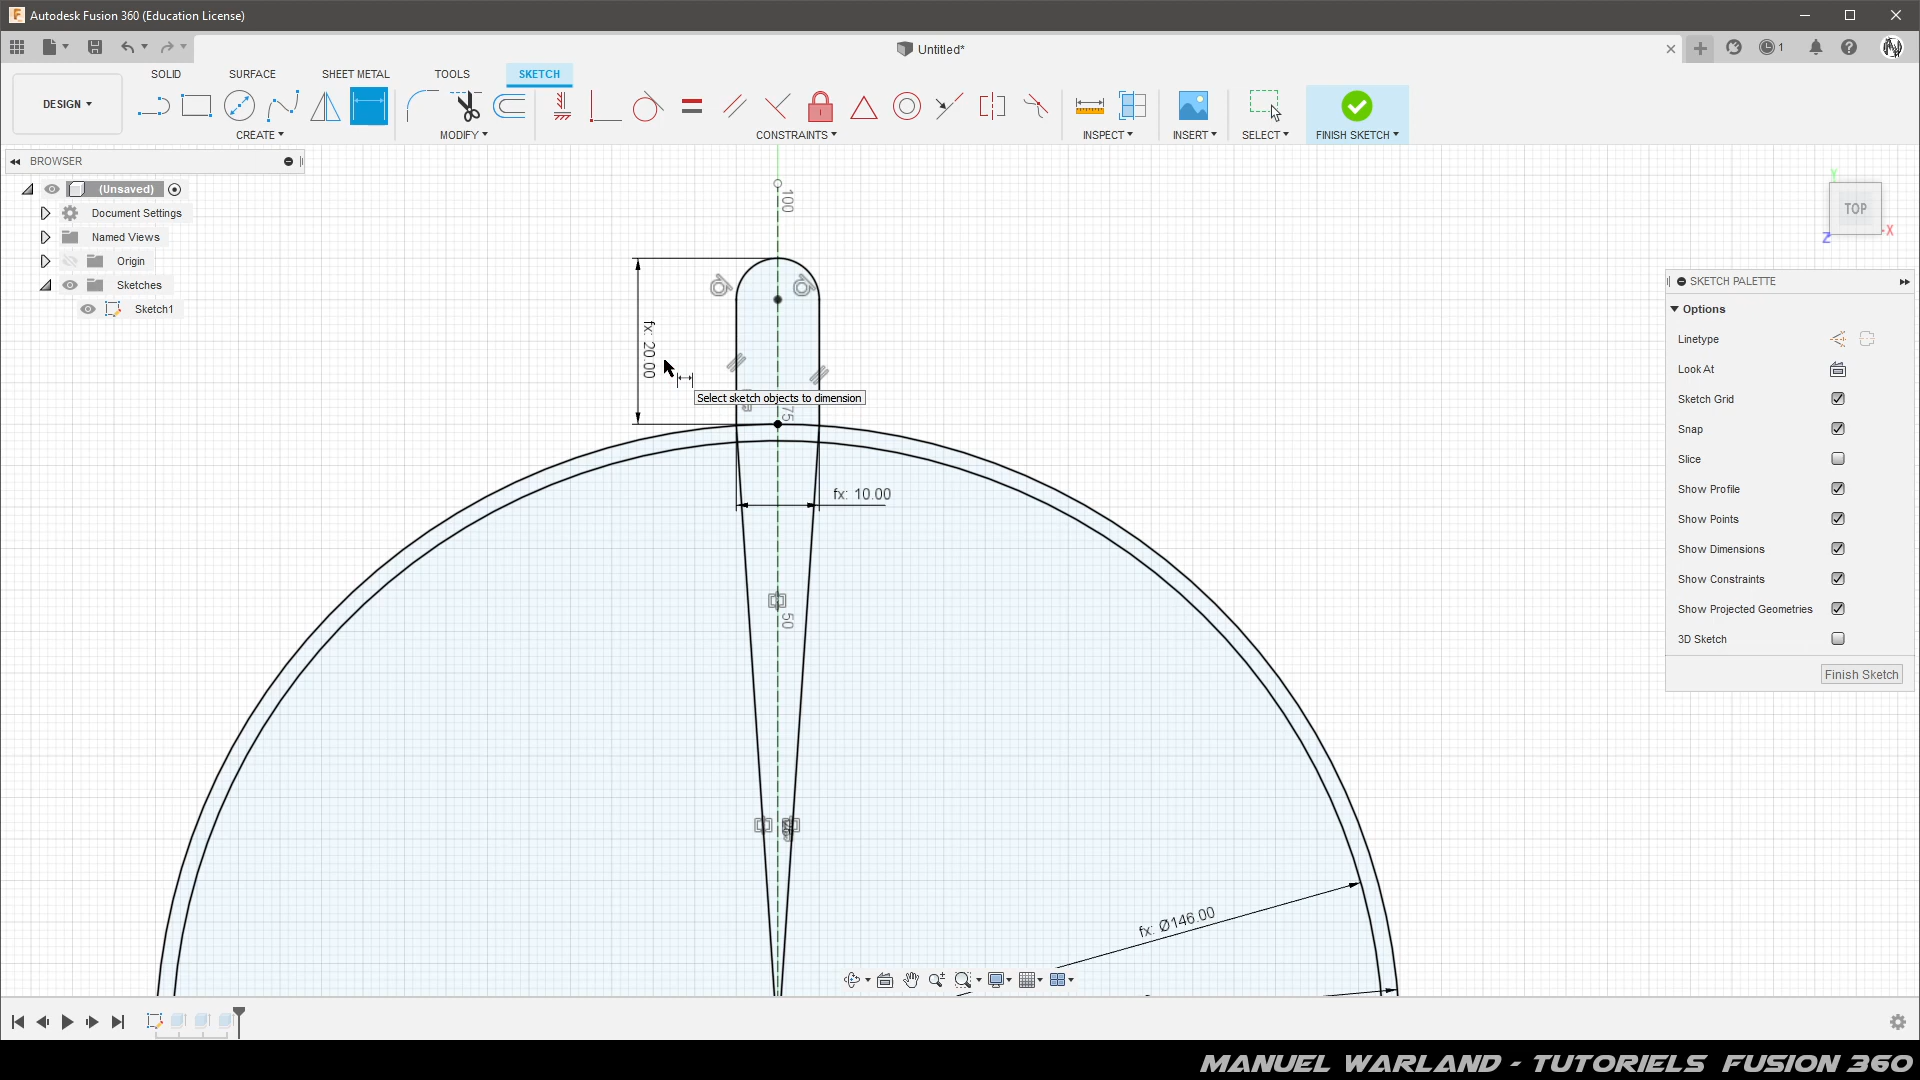 Autodesk Fusion 360 (Education License)
Untitled*
1
SOLID
SURFACE
SHEET METAL
TOOLS
SKETCH
DESIGN
CREATE
MODIFY
CONSTRAINTS
INSPECT
INSERT
SELECT
FINISH SKETCH
BROWSER
(Unsaved)
Document Settings
Named Views
Origin
Sketches
Sketch1
100
fx: 20.00
Select sketch objects to dimension
75
fx: 10.00
50
fx: Ø146.00
Y
TOP
X
Z
SKETCH PALETTE
Options
Linetype
Look At
Sketch Grid
Snap
Slice
Show Profile
Show Points
Show Dimensions
Show Constraints
Show Projected Geometries
3D Sketch
Finish Sketch
MANUEL WARLAND - TUTORIELS FUSION 360